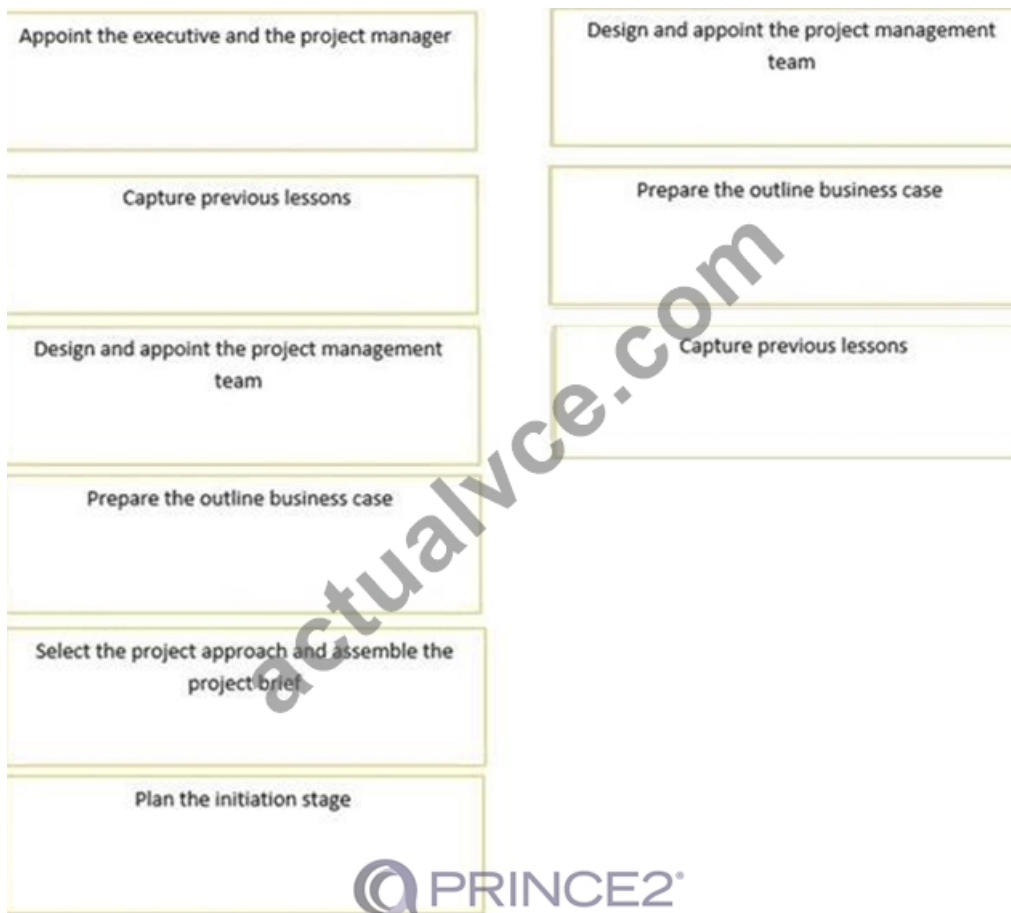 Appoint the executive and the project manager
Capture previous lessons
Design and appoint the project management
team
Prepare the outline business case
Select the project approach and assemble the
project brief
Plan the initiation stage
Design and appoint the project management
team
Prepare the outline business case
Capture previous lessons
actualvce.com
PRINCE2®